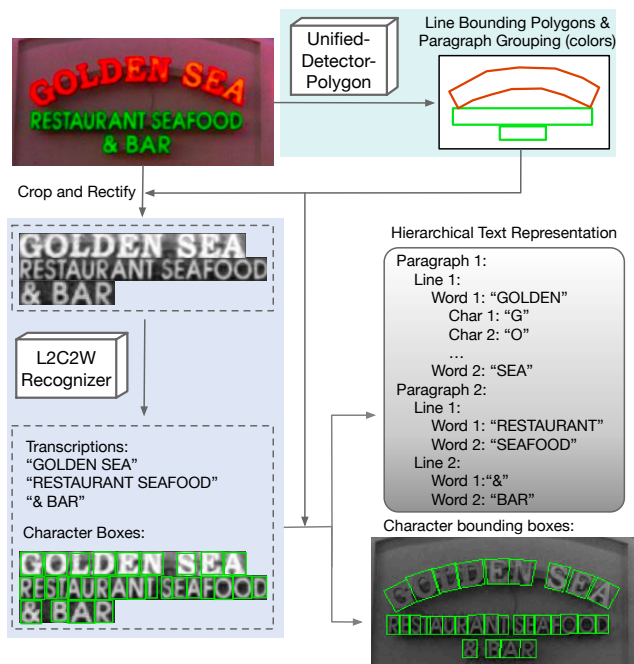 GOLDEN SEA
RESTAURANT SEAFOOD
& BAR
Unified-
Detector-
Polygon
Line Bounding Polygons &
Paragraph Grouping (colors)
Crop and Rectify
GOLDEN SEA
RESTAURANT SEAFOOD
& BAR
L2C2W
Recognizer
Transcriptions:
“GOLDEN SEA”
“RESTAURANT SEAFOOD”
“& BAR”
Character Boxes:
GOLDEN SEA
RESTAURANT SEAFOOD
& BAR
Hierarchical Text Representation
Paragraph 1:
Line 1:
Word 1: “GOLDEN”
Char 1: “G”
Char 2: “O”
...
Word 2: “SEA”
Paragraph 2:
Line 1:
Word 1: “RESTAURANT”
Word 2: “SEAFOOD”
Line 2:
Word 1:“&”
Word 2: “BAR”
Character bounding boxes:
GOLDEN SEA
RESTAURANT SEAFOOD
& BAR